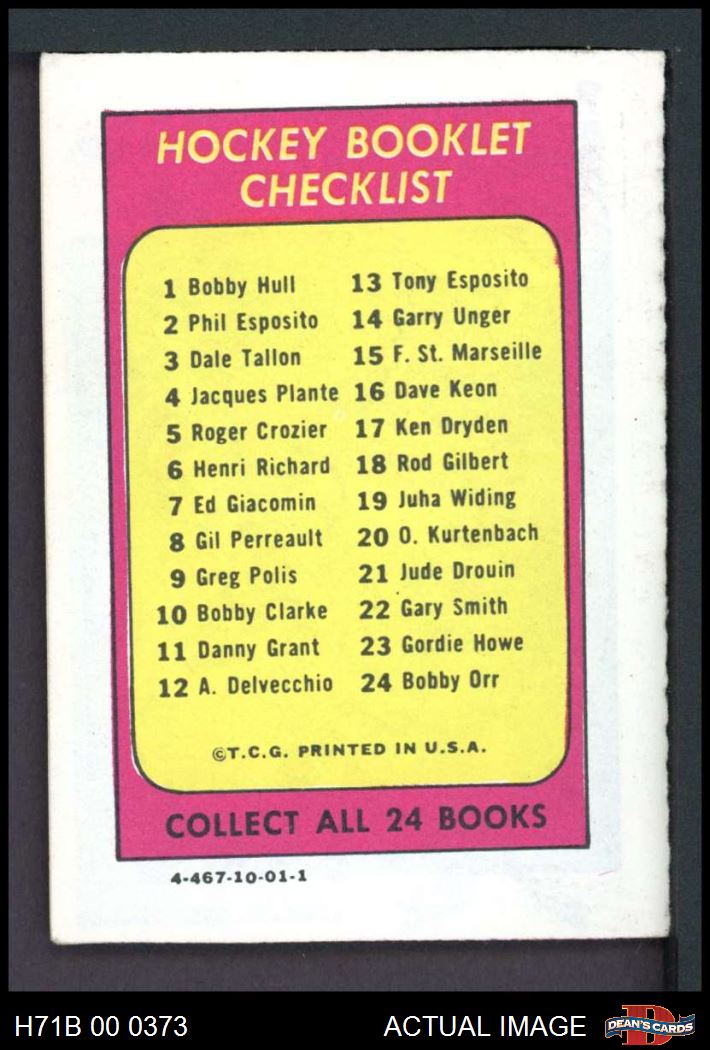 HOCKEY BOOKLET
CHECKLIST
1 Bobby Hull
2 Phil Esposito
3 Dale Tallon
4 Jacques Plante
5 Roger Crozier
6 Henri Richard
7 Ed Giacomin
8 Gil Perreault
9 Greg Polis
10 Bobby Clarke
11 Danny Grant
12 A. Delvecchio
13 Tony Esposito
14 Garry Unger
15 F. St. Marseille
16 Dave Keon
17 Ken Dryden
18 Rod Gilbert
19 Juha Widing
20 O. Kurtenbach
21 Jude Drouin
22 Gary Smith
23 Gordie Howe
24 Bobby Orr
©T.C.G. PRINTED IN U.S.A.
COLLECT ALL 24 BOOKS
4-467-10-01-1
H71B 00 0373
ACTUAL IMAGE
DEAN'S CARDS